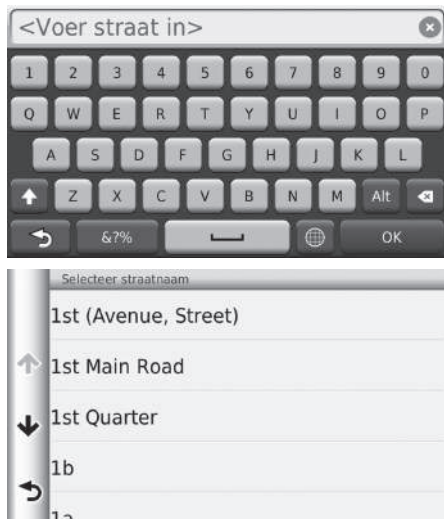 <Voer straat in>
1 2 3 4 5 6 7 8 9 0
Q W E R T Y U I O P
A S D F G H J K L
Z X C V B N M Alt
&?% OK
Selecteer straatnaam
1st (Avenue, Street)
1st Main Road
1st Quarter
1b
1a